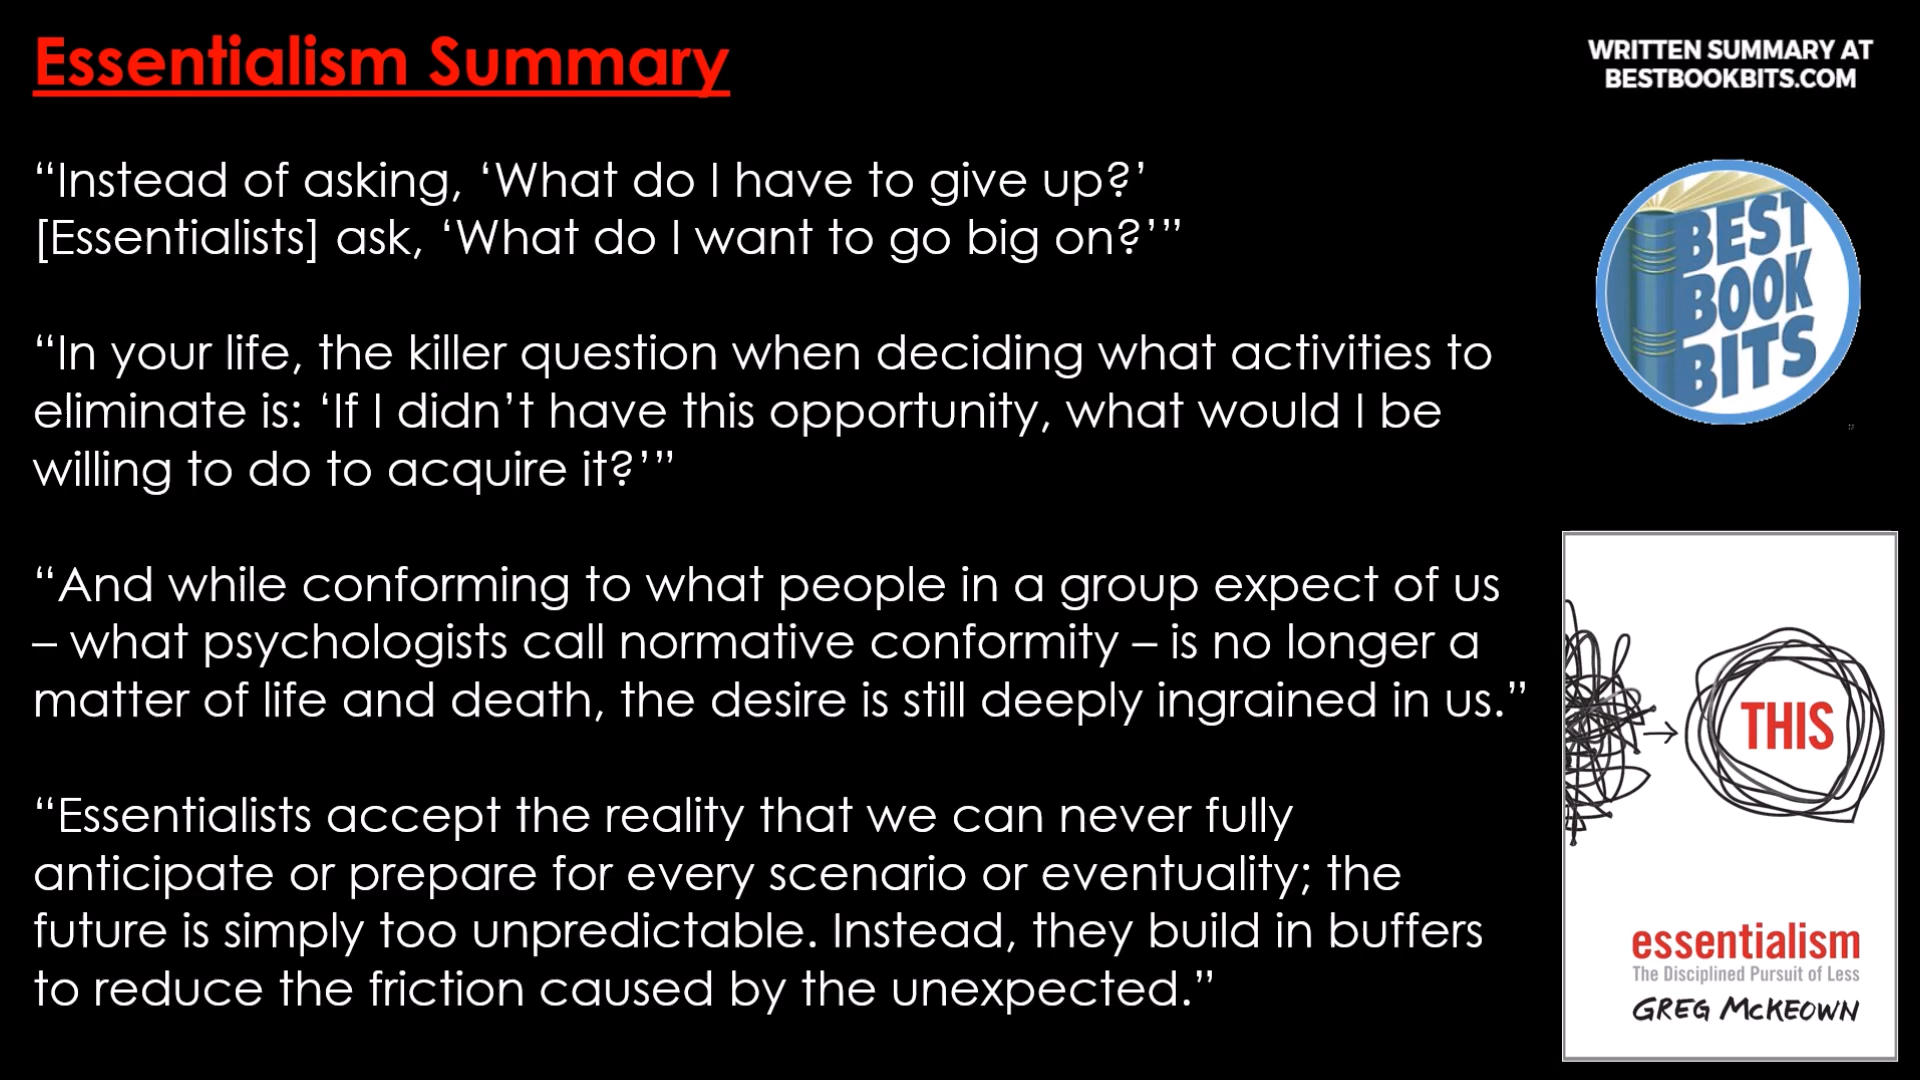 Essentialism Summary
WRITTEN SUMMARY AT
BESTBOOKBITS.COM
“Instead of asking, ‘What do I have to give up?’
[Essentialists] ask, ‘What do I want to go big on?’”
“In your life, the killer question when deciding what activities to
eliminate is: ‘If I didn’t have this opportunity, what would I be
willing to do to acquire it?’”
“And while conforming to what people in a group expect of us
– what psychologists call normative conformity – is no longer a
matter of life and death, the desire is still deeply ingrained in us.”
“Essentialists accept the reality that we can never fully
anticipate or prepare for every scenario or eventuality; the
future is simply too unpredictable. Instead, they build in buffers
to reduce the friction caused by the unexpected.”
BEST
BOOK
BITS
THIS
essentialism
The Disciplined Pursuit of Less
GREG McKEOWN